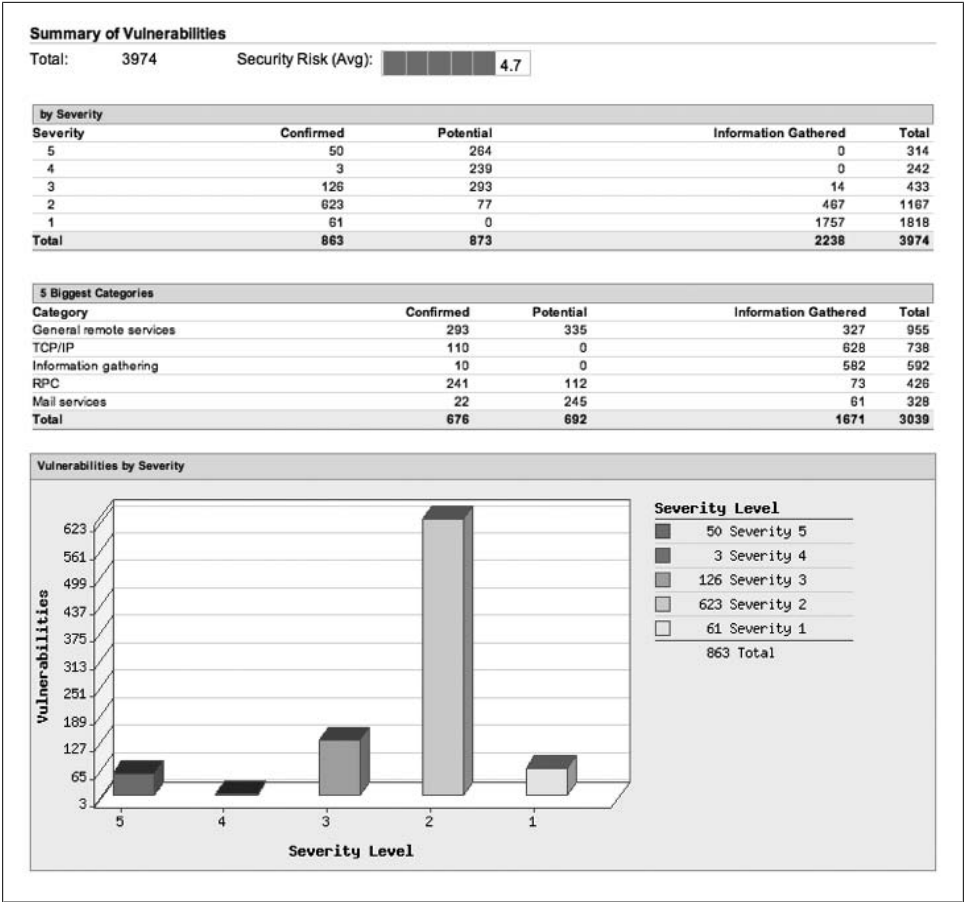 Summary of Vulnerabilities
Total: 3974 Security Risk (Avg): 4.7
by Severity
Severity Confirmed Potential Information Gathered Total
5 50 264 0 314
4 3 239 0 242
3 126 293 14 433
2 623 77 467 1167
1 61 0 1757 1818
Total 863 873 2238 3974
5 Biggest Categories
Category Confirmed Potential Information Gathered Total
General remote services 293 335 327 955
TCP/IP 110 0 628 738
Information gathering 10 0 582 592
RPC 241 112 73 426
Mail services 22 245 61 328
Total 676 692 1671 3039
Vulnerabilities by Severity
Vulnerabilities
623
561
499
437
375
313
251
189
127
65
3
5 4 3 2 1
Severity Level
Severity Level
50 Severity 5
3 Severity 4
126 Severity 3
623 Severity 2
61 Severity 1
863 Total